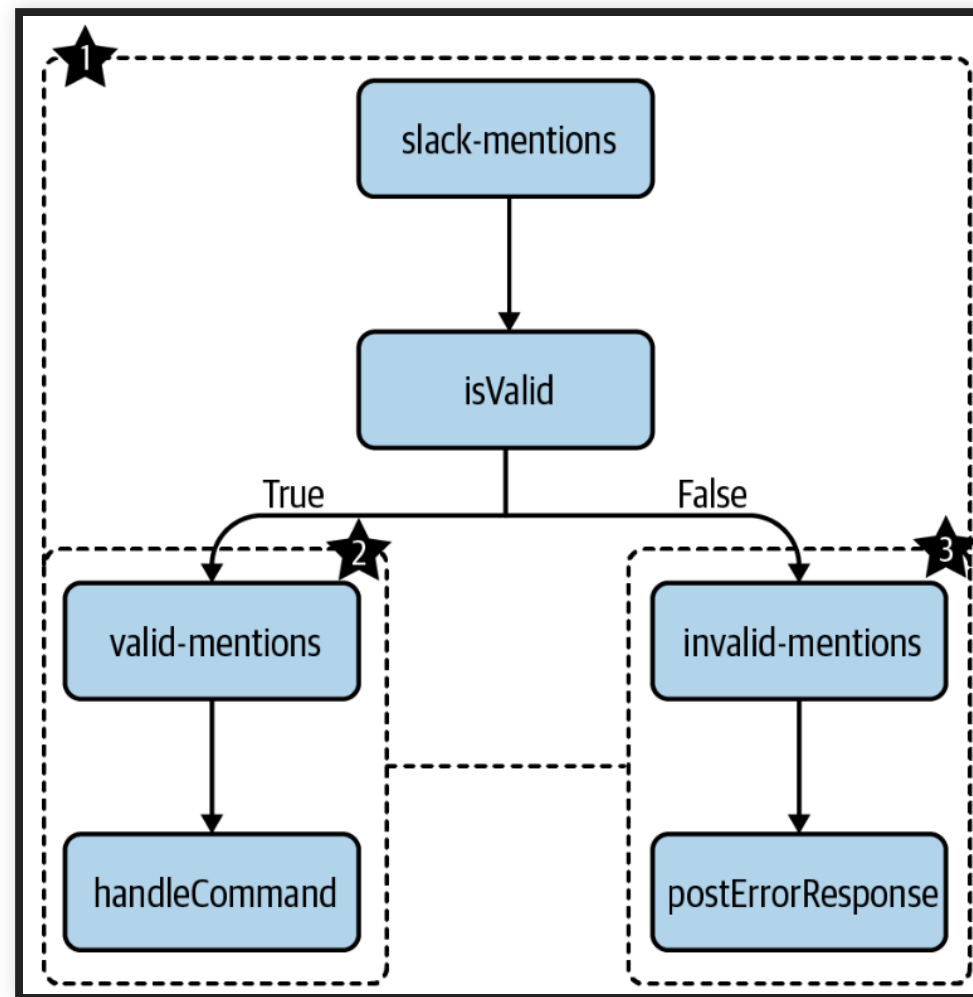 1
slack-mentions
isValid
True
False
2
3
valid-mentions
invalid-mentions
handleCommand
postErrorResponse